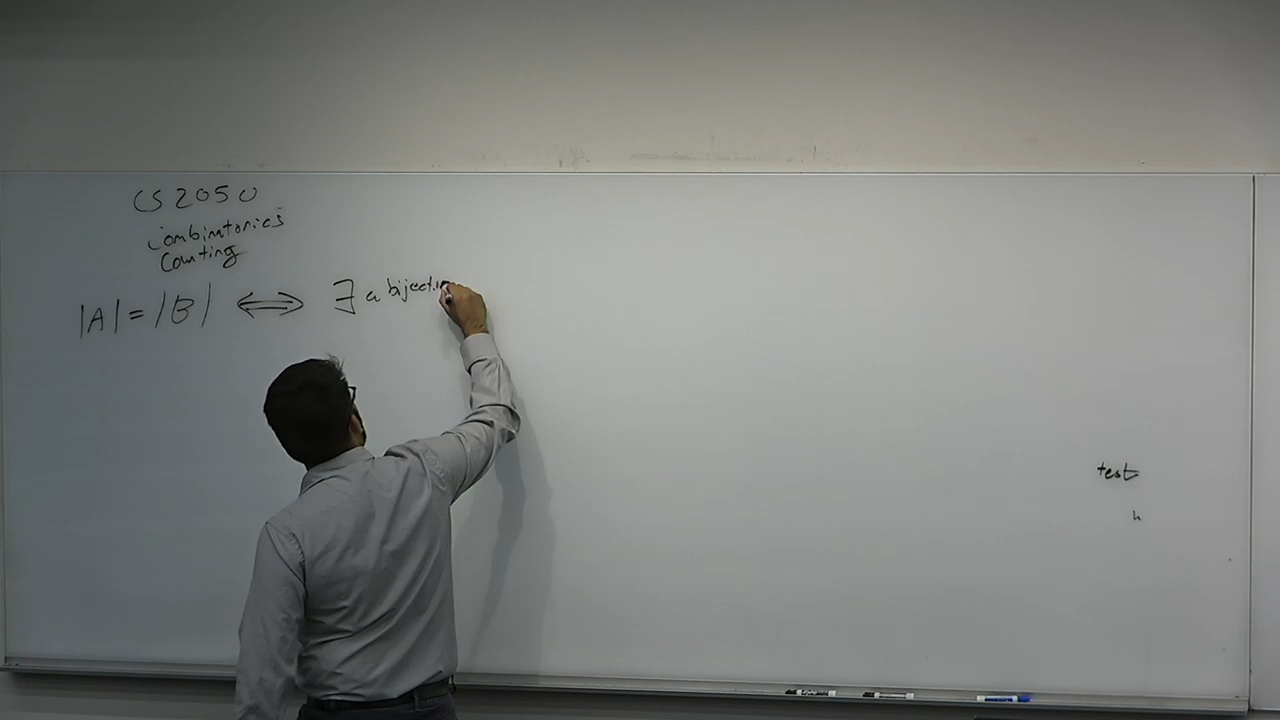 CS 2050
Combinatorics
Counting
|A| = |B| ⟺ ∃ a bijecti
test
h